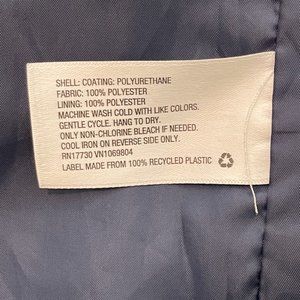 SHELL: COATING: POLYURETHANE
FABRIC: 100% POLYESTER
LINING: 100% POLYESTER
MACHINE WASH COLD WITH LIKE COLORS.
GENTLE CYCLE. HANG TO DRY.
ONLY NON-CHLORINE BLEACH IF NEEDED.
COOL IRON ON REVERSE SIDE ONLY.
RN17730 VN1069804
LABEL MADE FROM 100% RECYCLED PLASTIC